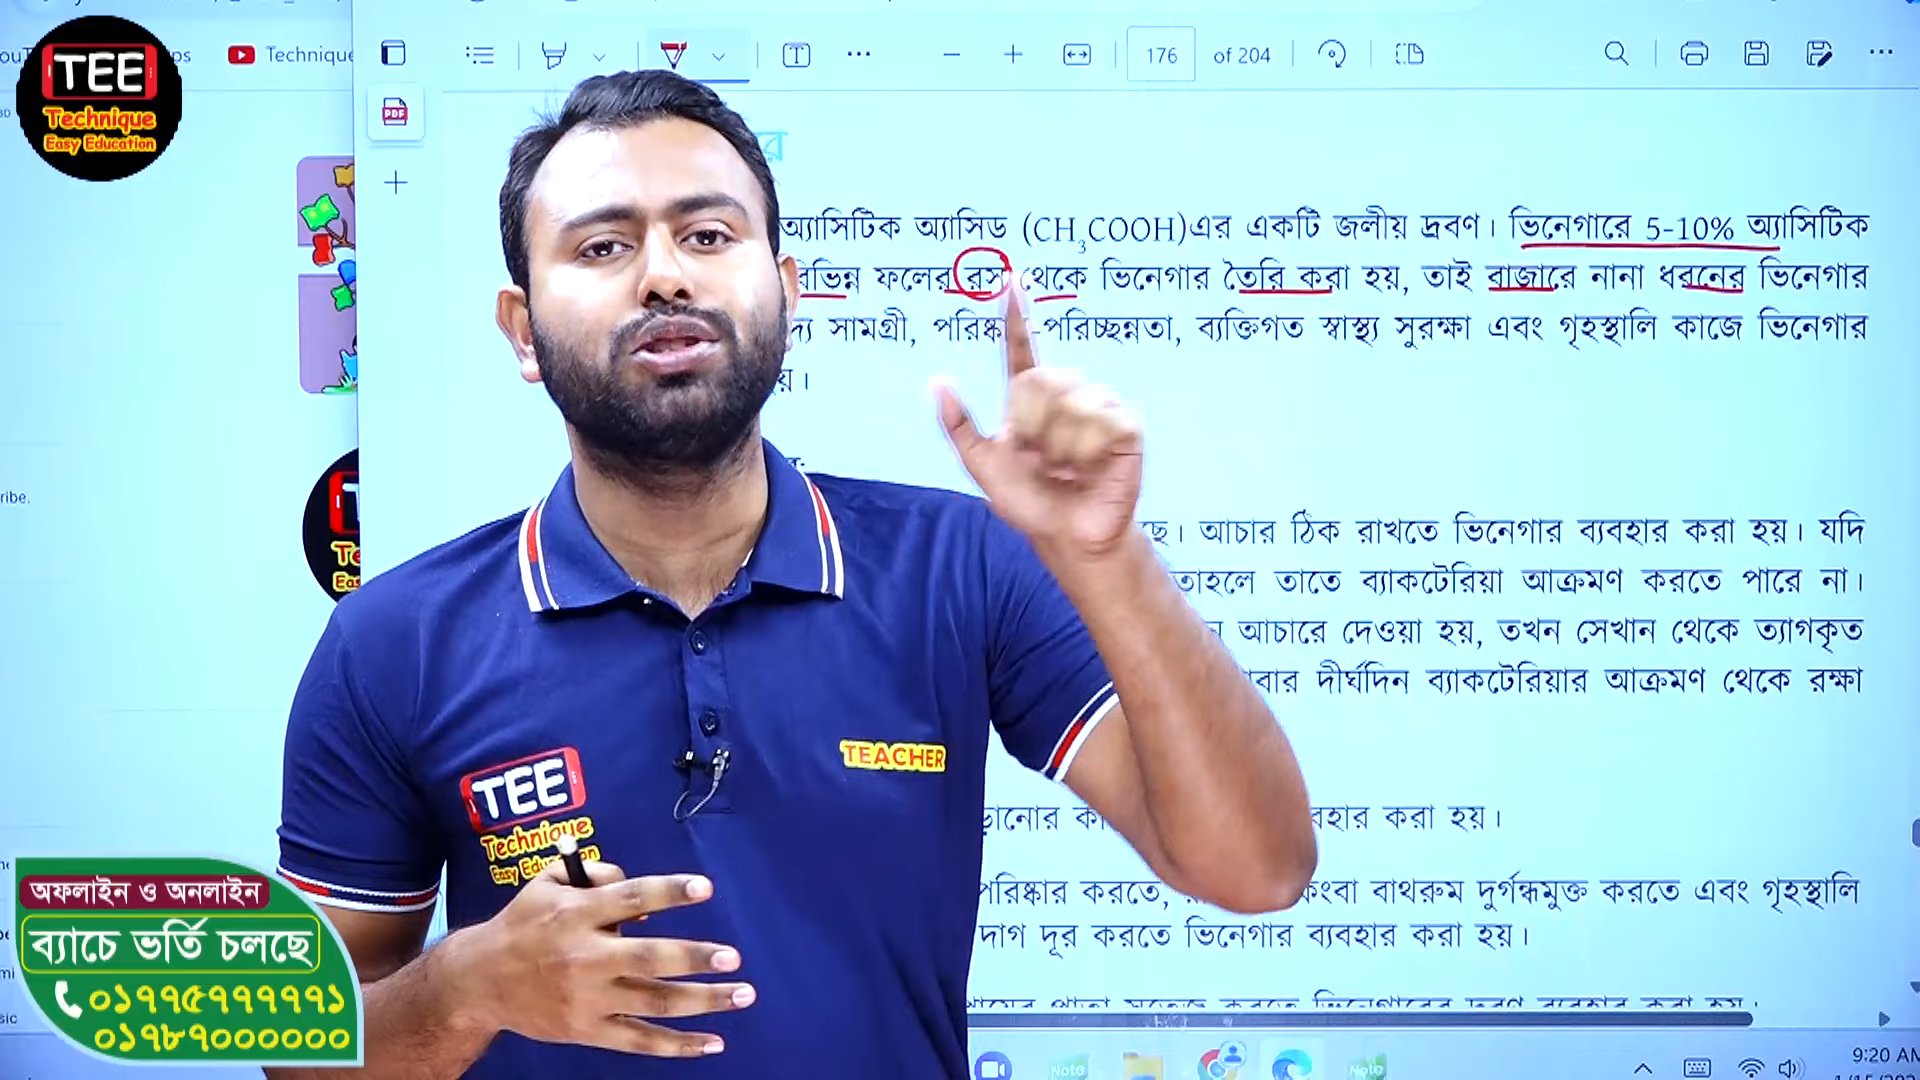 TEE
Technique
Easy Education
Technique
176 of 204
PDF
অ্যাসিটিক অ্যাসিড (CH3COOH)এর একটি জলীয় দ্রবণ। ভিনেগারে 5-10% অ্যাসিটিক
ফলের রস থেকে ভিনেগার তৈরি করা হয়, তাই বাজারে নানা ধরনের ভিনেগার
সামগ্রী, -পরিচ্ছন্নতা, ব্যক্তিগত স্বাস্থ্য সুরক্ষা এবং গৃহস্থালি কাজে ভিনেগার
আচার ঠিক রাখতে ভিনেগার ব্যবহার করা হয়। যদি
তাহলে তাতে ব্যাকটেরিয়া আক্রমণ করতে পারে না।
আচারে দেওয়া হয়, তখন সেখান থেকে ত্যাগকৃত
দীর্ঘদিন ব্যাকটেরিয়ার আক্রমণ থেকে রক্ষা
করা হয়।
পরিষ্কার করতে, কিংবা বাথরুম দুর্গন্ধমুক্ত করতে এবং গৃহস্থালি
দাগ দূর করতে ভিনেগার ব্যবহার করা হয়।
TEACHER
TEE
Technique
অফলাইন ও অনলাইন
ব্যাচে ভর্তি চলছে
০১৭৭৫৭৭৭৭৭১
০১৭৮৭০০০০০০
Note
Note
9:20 AM